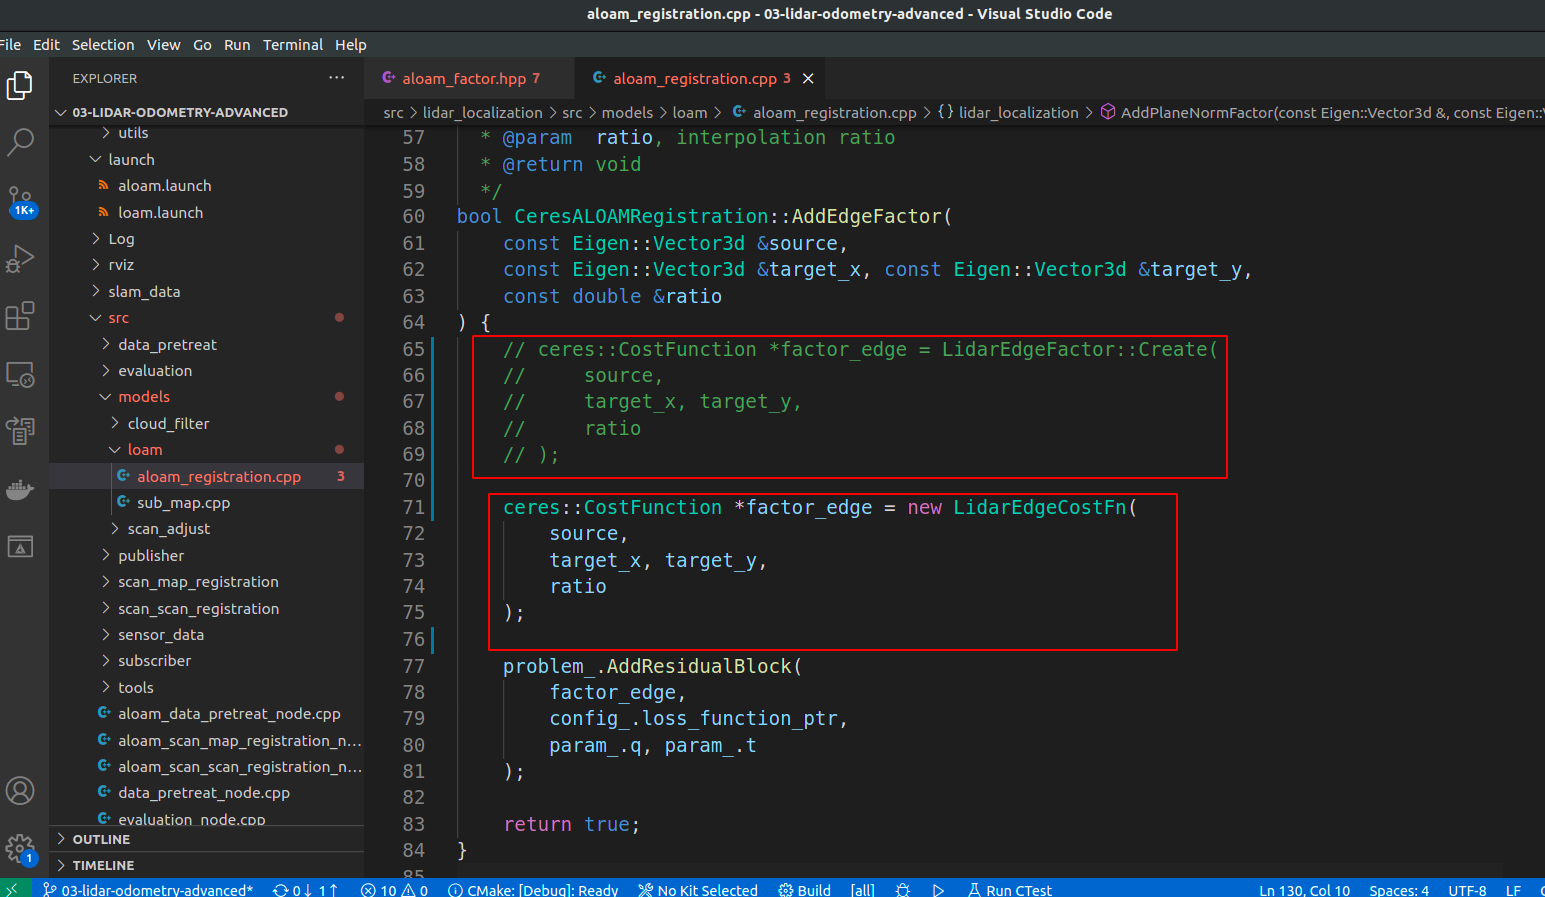 aloam_registration.cpp - 03-lidar-odometry-advanced - Visual Studio Code
File Edit Selection View Go Run Terminal Help
EXPLORER ···
03-LIDAR-ODOMETRY-ADVANCED
utils
launch
aloam.launch
loam.launch
Log
rviz
slam_data
src
data_pretreat
evaluation
models
cloud_filter
loam
aloam_registration.cpp 3
sub_map.cpp
scan_adjust
publisher
scan_map_registration
scan_scan_registration
sensor_data
subscriber
tools
aloam_data_pretreat_node.cpp
aloam_scan_map_registration_n...
aloam_scan_scan_registration_n...
data_pretreat_node.cpp
evaluation_node.cpp
OUTLINE
TIMELINE
1K+
1
aloam_factor.hpp 7
aloam_registration.cpp 3 ×
src > lidar_localization > src > models > loam > aloam_registration.cpp > {} lidar_localization > AddPlaneNormFactor(const Eigen::Vector3d &, const Eigen::
57 * @param ratio, interpolation ratio
58 * @return void
59 */
60 bool CeresALOAMRegistration::AddEdgeFactor(
61 const Eigen::Vector3d &source,
62 const Eigen::Vector3d &target_x, const Eigen::Vector3d &target_y,
63 const double &ratio
64 ) {
65 // ceres::CostFunction *factor_edge = LidarEdgeFactor::Create(
66 // source,
67 // target_x, target_y,
68 // ratio
69 // );
70
71 ceres::CostFunction *factor_edge = new LidarEdgeCostFn(
72 source,
73 target_x, target_y,
74 ratio
75 );
76
77 problem_.AddResidualBlock(
78 factor_edge,
79 config_.loss_function_ptr,
80 param_.q, param_.t
81 );
82
83 return true;
84 }
85
03-lidar-odometry-advanced* 0↓ 1↑ 10 0 CMake: [Debug]: Ready No Kit Selected Build [all] Run CTest Ln 130, Col 10 Spaces: 4 UTF-8 LF